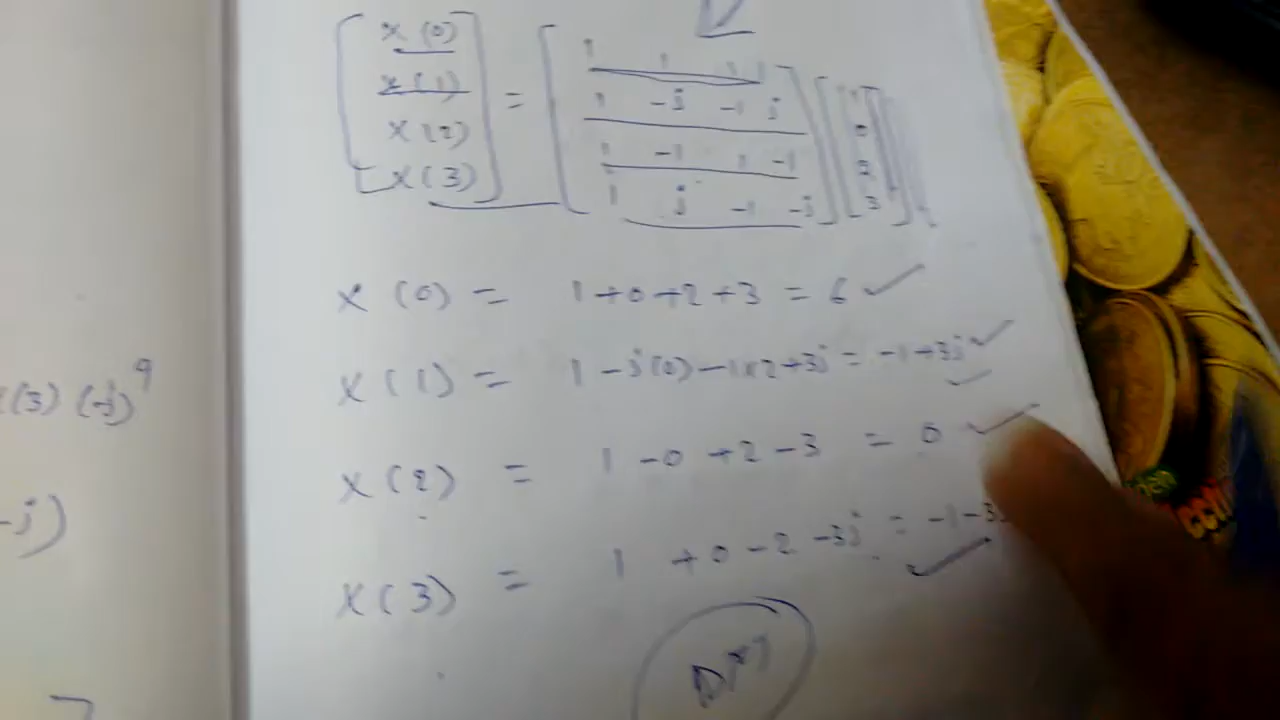 [ X(0) X(1) X(2) X(3) ] = [ 1 1 1 1
1 -j -1 j
1 -1 1 -1
1 j -1 -j ] [ 1 0 2 3 ]
X(0) = 1+0+2+3 = 6 ✓
X(1) = 1-j(0)-1x2+3j = -1+3j ✓
(3)(-j)^9
X(2) = 1-0+2-3 = 0 ✓
-j)
X(3) = 1+0-2-3j = -1-3j ✓